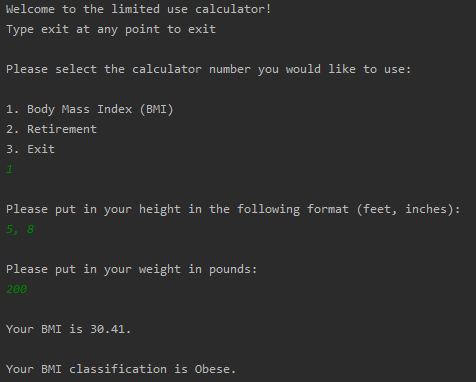 Welcome to the limited use calculator!
Type exit at any point to exit
Please select the calculator number you would like to use:
1. Body Mass Index (BMI)
2. Retirement
3. Exit
1
Please put in your height in the following format (feet, inches):
5, 8
Please put in your weight in pounds:
200
Your BMI is 30.41.
Your BMI classification is Obese.